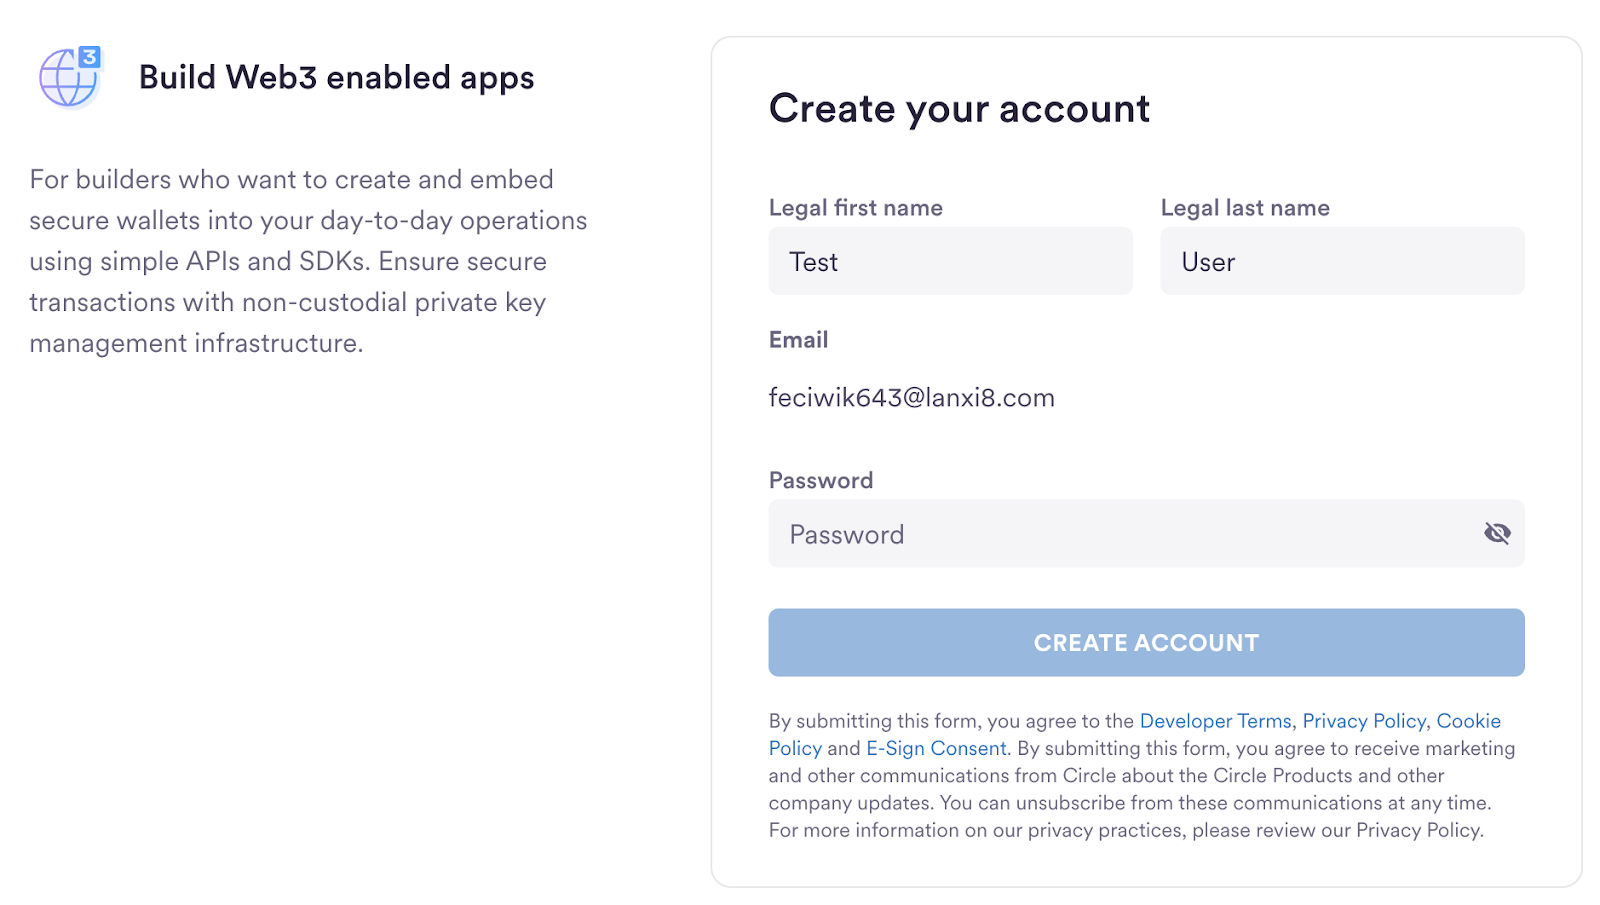 3
Build Web3 enabled apps
For builders who want to create and embed
secure wallets into your day-to-day operations
using simple APIs and SDKs. Ensure secure
transactions with non-custodial private key
management infrastructure.
Create your account
Legal first name
Legal last name
Test
User
Email
feciwik643@lanxi8.com
Password
Password
CREATE ACCOUNT
By submitting this form, you agree to the Developer Terms, Privacy Policy, Cookie
Policy and E-Sign Consent. By submitting this form, you agree to receive marketing
and other communications from Circle about the Circle Products and other
company updates. You can unsubscribe from these communications at any time.
For more information on our privacy practices, please review our Privacy Policy.